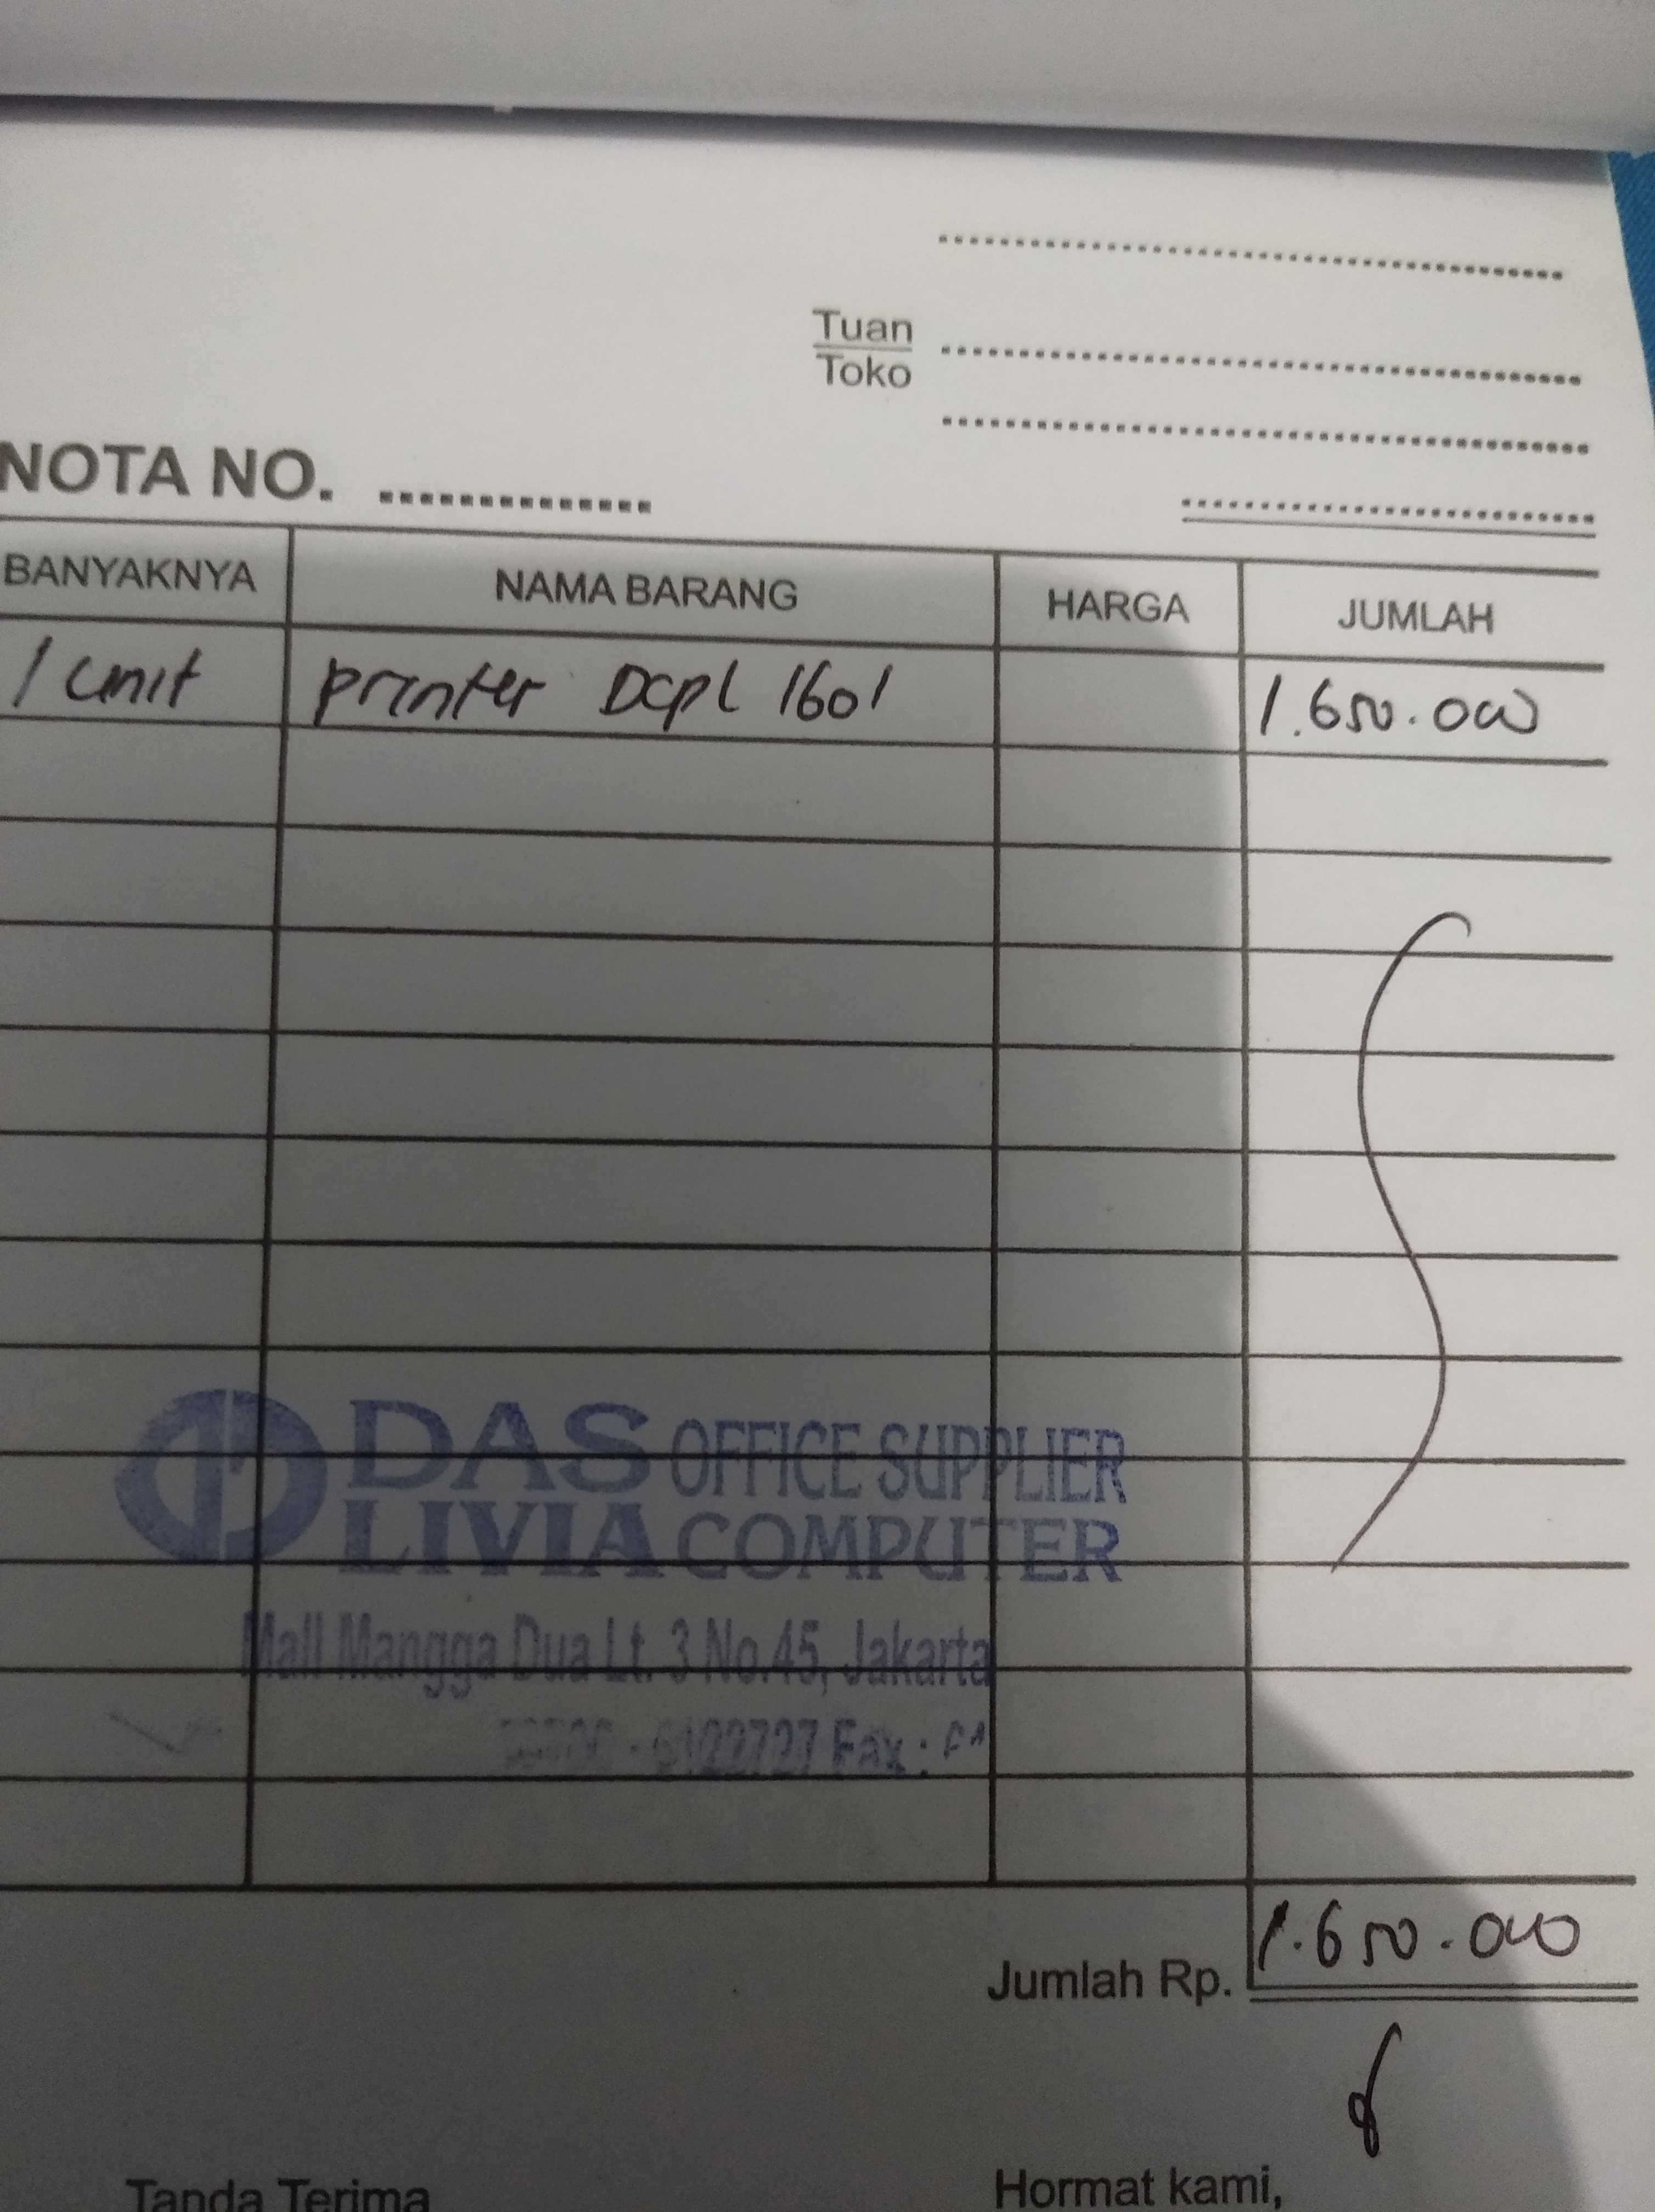 Tuan
Toko
NOTA NO.
BANYAKNYA NAMA BARANG HARGA JUMLAH
1 unit printer Dcpl 1601 1.650.000
DAS OFFICE SUPPLIER
LIVIA COMPUTER
Mall Mangga Dua Lt. 3 No.45, Jakarta
6122727 Fax :
Jumlah Rp. 1.650.000
Tanda Terima Hormat kami,